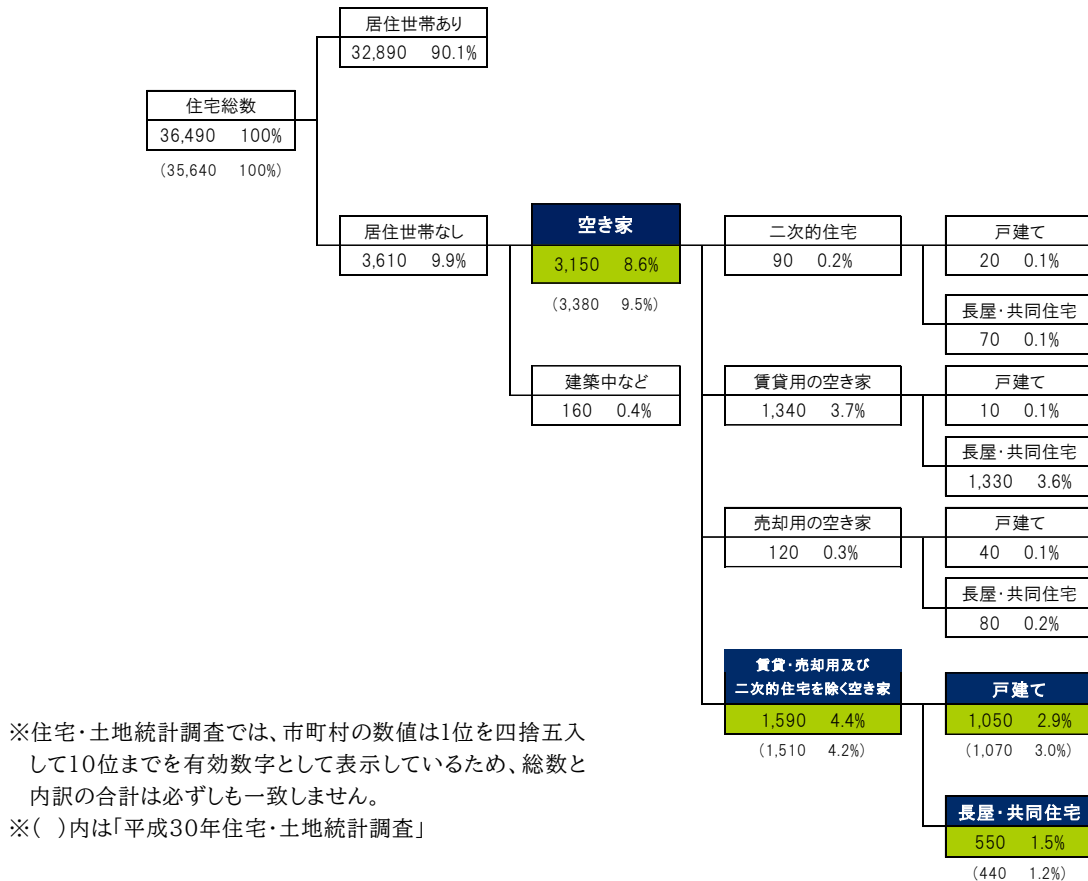 居住世帯あり
32,890 90.1%
住宅総数
36,490 100%
(35,640 100%)
居住世帯なし
3,610 9.9%
空き家
3,150 8.6%
(3,380 9.5%)
建築中など
160 0.4%
二次的住宅
90 0.2%
戸建て
20 0.1%
長屋・共同住宅
70 0.1%
賃貸用の空き家
1,340 3.7%
戸建て
10 0.1%
長屋・共同住宅
1,330 3.6%
売却用の空き家
120 0.3%
戸建て
40 0.1%
長屋・共同住宅
80 0.2%
賃貸・売却用及び
二次的住宅を除く空き家
1,590 4.4%
(1,510 4.2%)
戸建て
1,050 2.9%
(1,070 3.0%)
長屋・共同住宅
550 1.5%
(440 1.2%)
※住宅・土地統計調査では、市町村の数値は1位を四捨五入
して10位までを有効数字として表示しているため、総数と
内訳の合計は必ずしも一致しません。
※( )内は「平成30年住宅・土地統計調査」